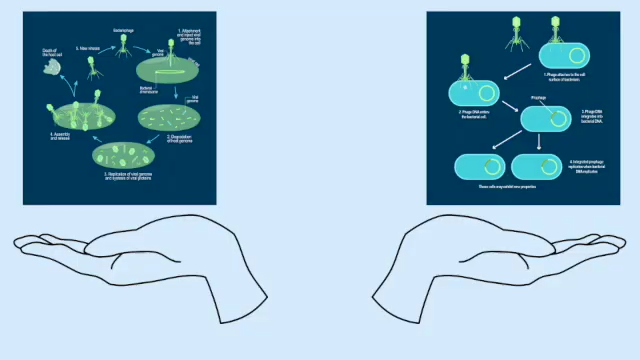 Bacteriophage
1. Attachment
and inject viral
genome into
the cell
5. New release
Death of
the host cell
Viral
genome
Bacterial
chromosome
Viral
genome
4. Assembly
and release
2. Degradation
of host genome
3. Replication of viral genome
and synthesis of viral proteins
1. Phage attaches to the cell
surface of bacterium.
Prophage
2. Phage DNA enters
the bacterial cell.
3. Phage DNA
integrates into
bacterial DNA.
4. Integrated prophage
replicates when bacterial
DNA replicates.
These cells may exhibit new properties